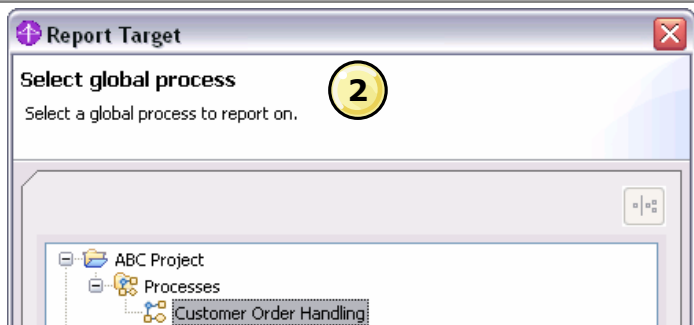 Report Target
Select global process
2
Select a global process to report on.
ABC Project
Processes
Customer Order Handling